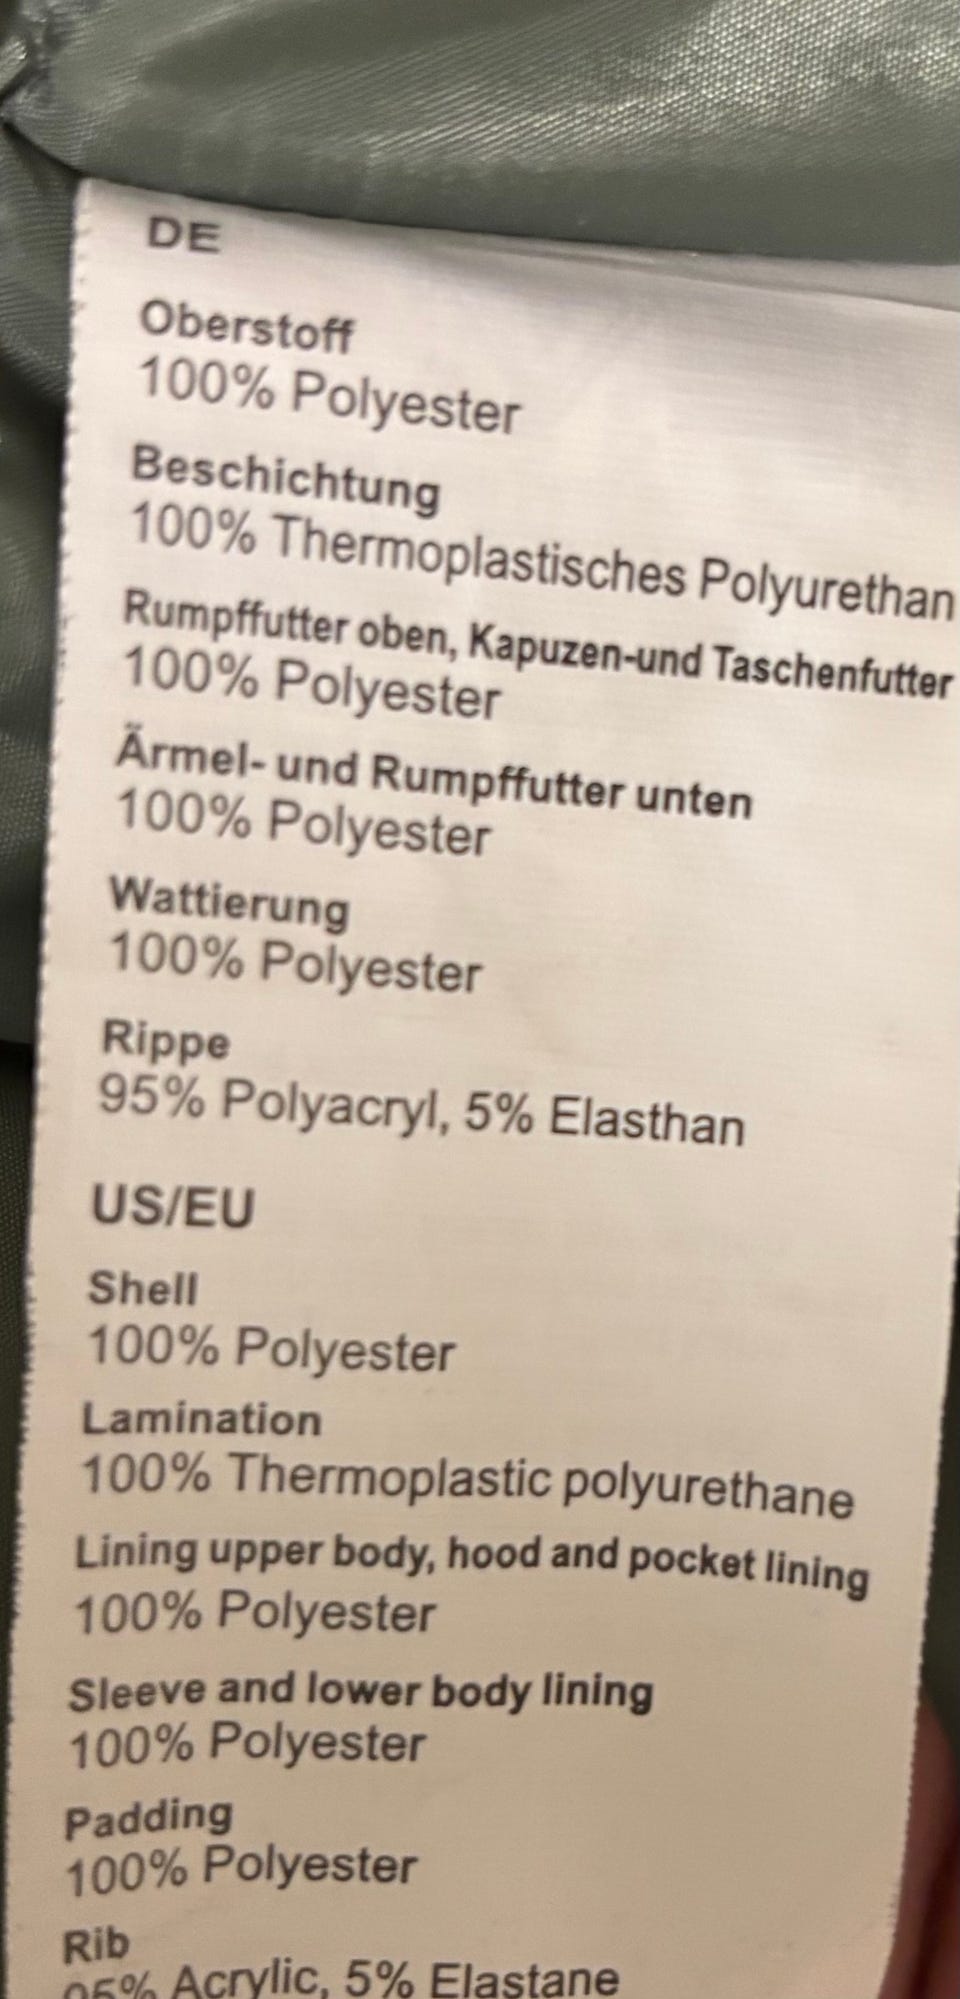 DE
Oberstoff
100% Polyester
Beschichtung
100% Thermoplastisches Polyurethan
Rumpffutter oben, Kapuzen-und Taschenfutter
100% Polyester
Ärmel- und Rumpffutter unten
100% Polyester
Wattierung
100% Polyester
Rippe
95% Polyacryl, 5% Elasthan
US/EU
Shell
100% Polyester
Lamination
100% Thermoplastic polyurethane
Lining upper body, hood and pocket lining
100% Polyester
Sleeve and lower body lining
100% Polyester
Padding
100% Polyester
Rib
95% Acrylic, 5% Elastane